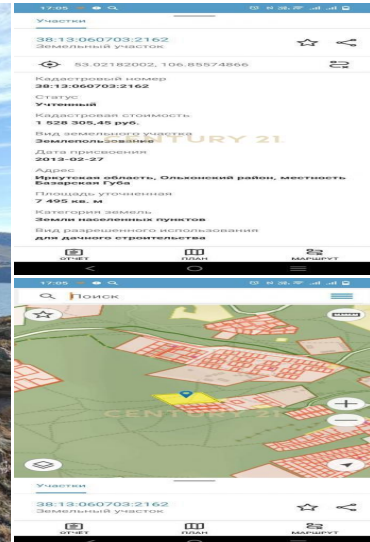 17:05
Участки
38:13:060703:2162
Земельный участок
53.02182002, 106.85574866
Кадастровый номер
38:13:060703:2162
Статус
Учтенный
Кадастровая стоимость
1 528 305,45 руб.
Вид земельного участка
Землепользование
CENTURY 21
Дата присвоения
2013-02-27
Адрес
Иркутская область, Ольхонский район, местность
Базарская Губа
Площадь уточненная
7 495 кв. м
Категория земель
Земли населенных пунктов
Вид разрешенного использования
для дачного строительства
ОТЧЁТ ПЛАН МАРШРУТ
17:05
Поиск
CENTURY 21
Участки
38:13:060703:2162
Земельный участок
ОТЧЁТ ПЛАН МАРШРУТ